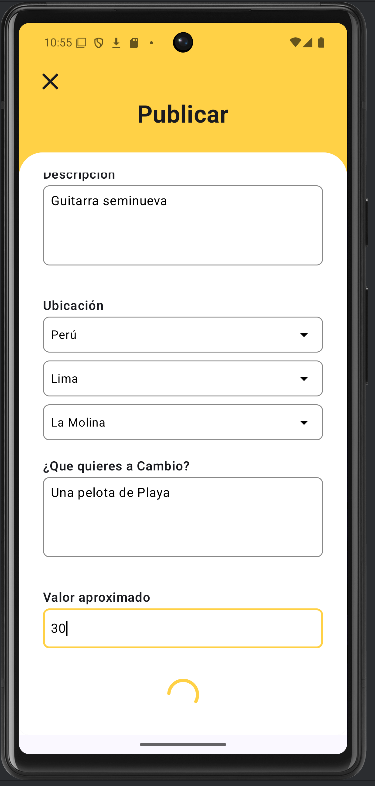 10:55
Publicar
Descripción
Guitarra seminueva
Ubicación
Perú
Lima
La Molina
¿Que quieres a Cambio?
Una pelota de Playa
Valor aproximado
30